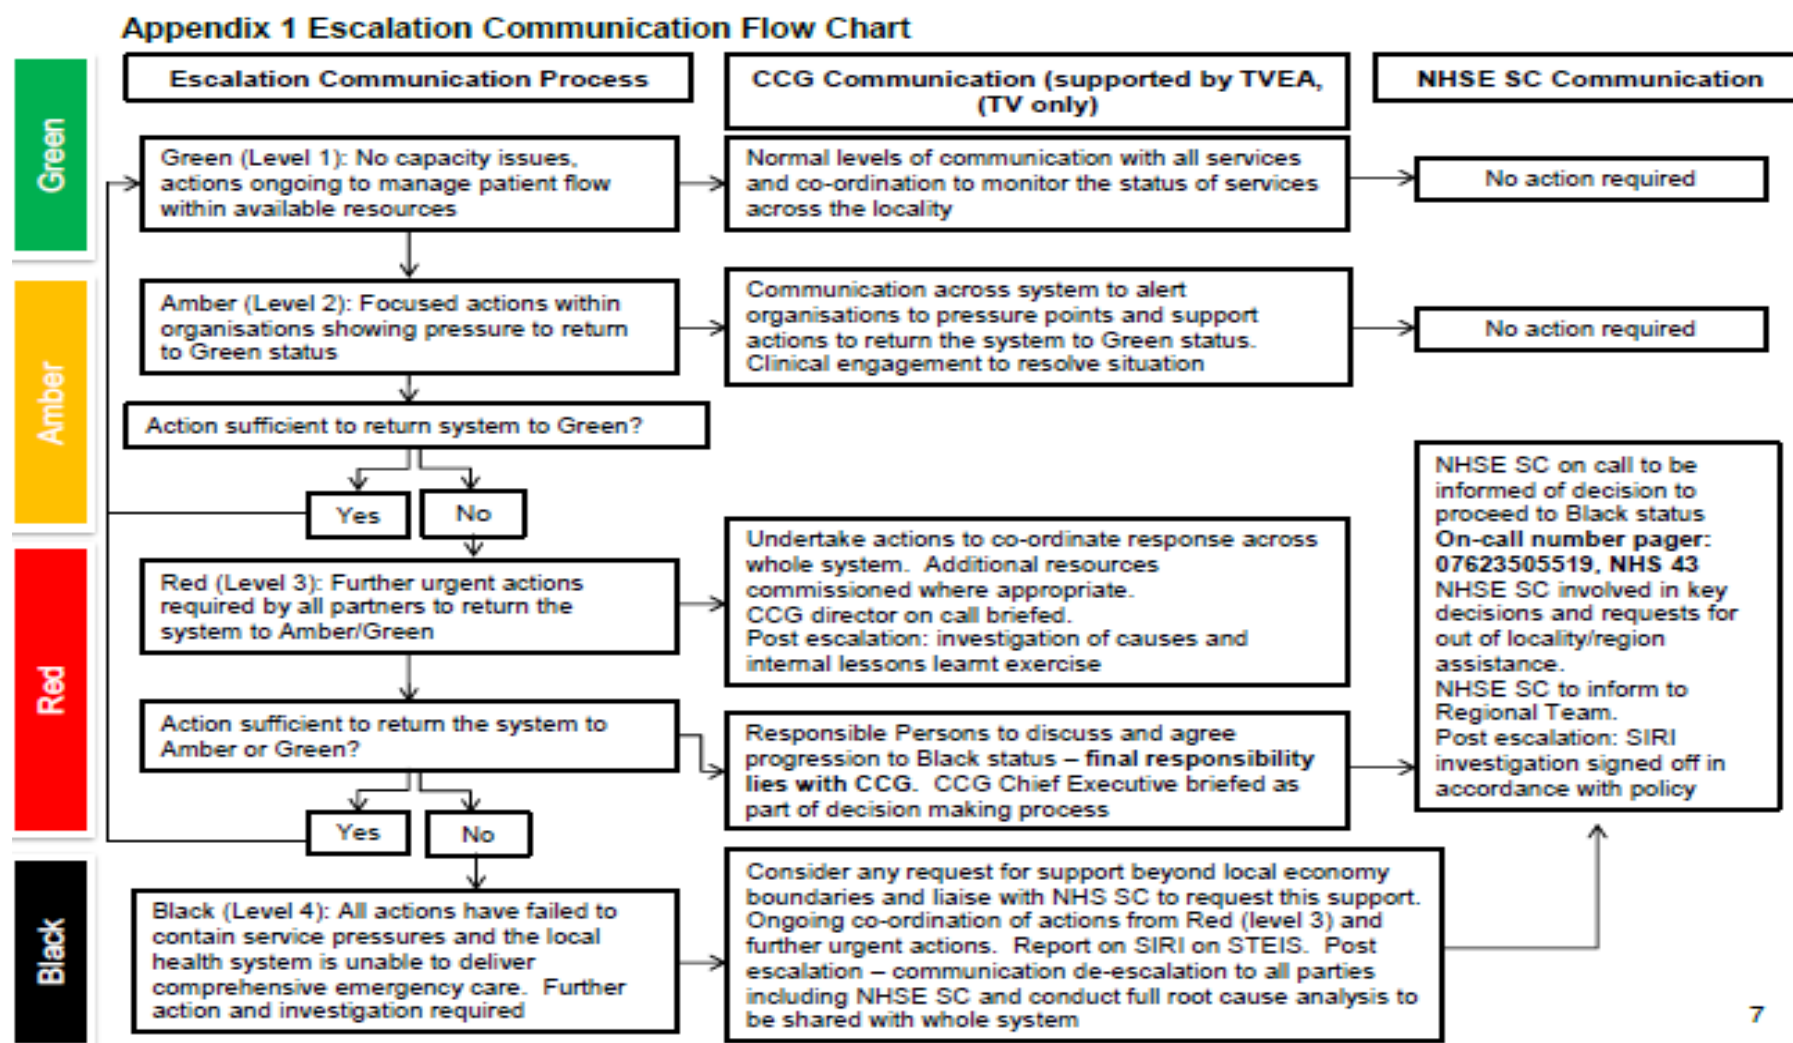 Appendix 1 Escalation Communication Flow Chart
Escalation Communication Process
CCG Communication (supported by TVEA,
(TV only)
NHSE SC Communication
Green
Green (Level 1): No capacity issues,
actions ongoing to manage patient flow
within available resources
Normal levels of communication with all services
and co-ordination to monitor the status of services
across the locality
No action required
Amber
Amber (Level 2): Focused actions within
organisations showing pressure to return
to Green status
Communication across system to alert
organisations to pressure points and support
actions to return the system to Green status.
Clinical engagement to resolve situation
No action required
Action sufficient to return system to Green?
Yes
No
Red
Red (Level 3): Further urgent actions
required by all partners to return the
system to Amber/Green
Undertake actions to co-ordinate response across
whole system. Additional resources
commissioned where appropriate.
CCG director on call briefed.
Post escalation: investigation of causes and
internal lessons learnt exercise
NHSE SC on call to be
informed of decision to
proceed to Black status
On-call number pager:
07623505519, NHS 43
NHSE SC involved in key
decisions and requests for
out of locality/region
assistance.
NHSE SC to inform to
Regional Team.
Post escalation: SIRI
investigation signed off in
accordance with policy
Action sufficient to return the system to
Amber or Green?
Responsible Persons to discuss and agree
progression to Black status – final responsibility
lies with CCG. CCG Chief Executive briefed as
part of decision making process
Yes
No
Black
Black (Level 4): All actions have failed to
contain service pressures and the local
health system is unable to deliver
comprehensive emergency care. Further
action and investigation required
Consider any request for support beyond local economy
boundaries and liaise with NHS SC to request this support.
Ongoing co-ordination of actions from Red (level 3) and
further urgent actions. Report on SIRI on STEIS. Post
escalation – communication de-escalation to all parties
including NHSE SC and conduct full root cause analysis to
be shared with whole system
7